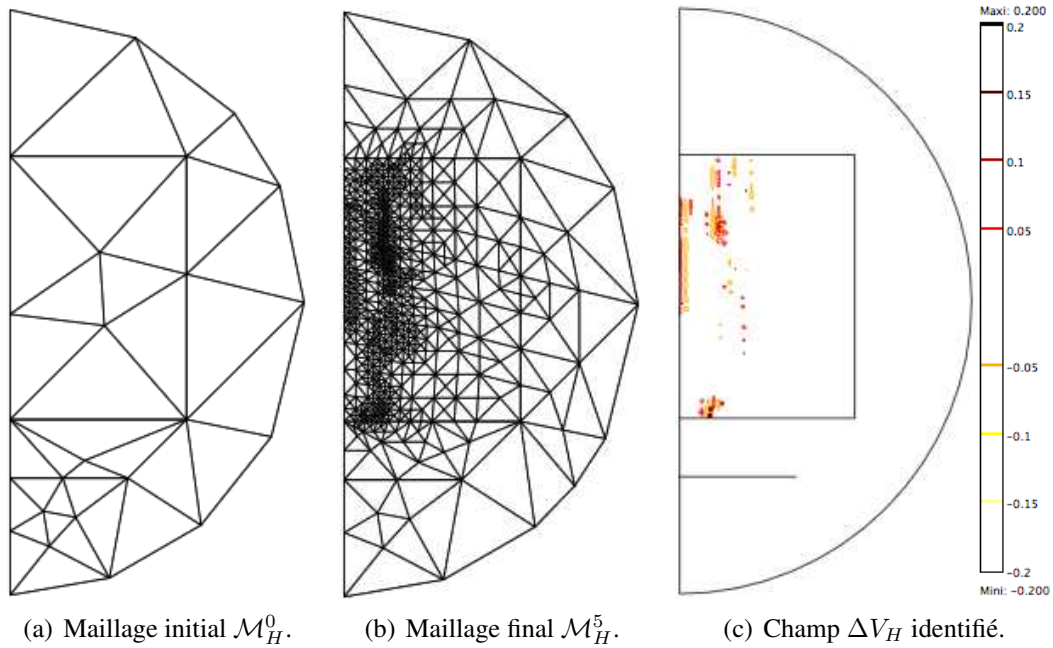 Maxi: 0.200
0.2
0.15
0.1
0.05
−0.05
−0.1
−0.15
−0.2
Mini: −0.200
(a) Maillage initial $\mathcal{M}_H^0$.
(b) Maillage final $\mathcal{M}_H^5$.
(c) Champ $\Delta V_H$ identifié.